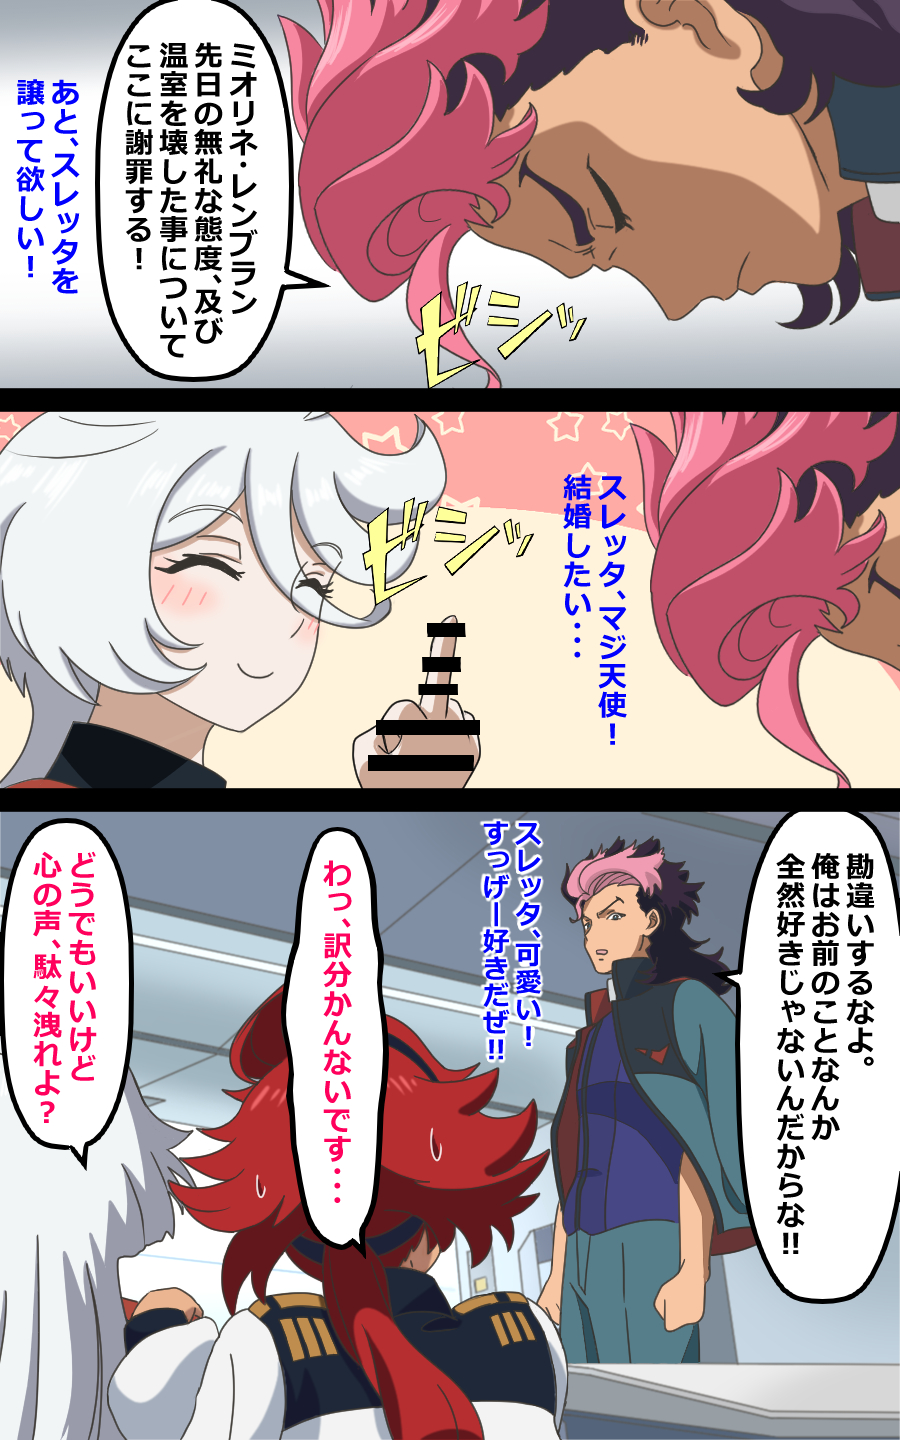 ミオリネ・レンブラン
先日の無礼な態度、及び
温室を壊した事について
ここに謝罪する!
あと、スレッタを
譲って欲しい!
ビシッ
スレッタ、マジ天使!
結婚したい・・・
ビシッ
勘違いするなよ。
俺はお前のことなんか
全然好きじゃないんだからな!!
スレッタ、可愛い!
すっげー好きだぜ!!
わっ、訳分かんないです・・・
どうでもいいけど
心の声、駄々洩れよ?